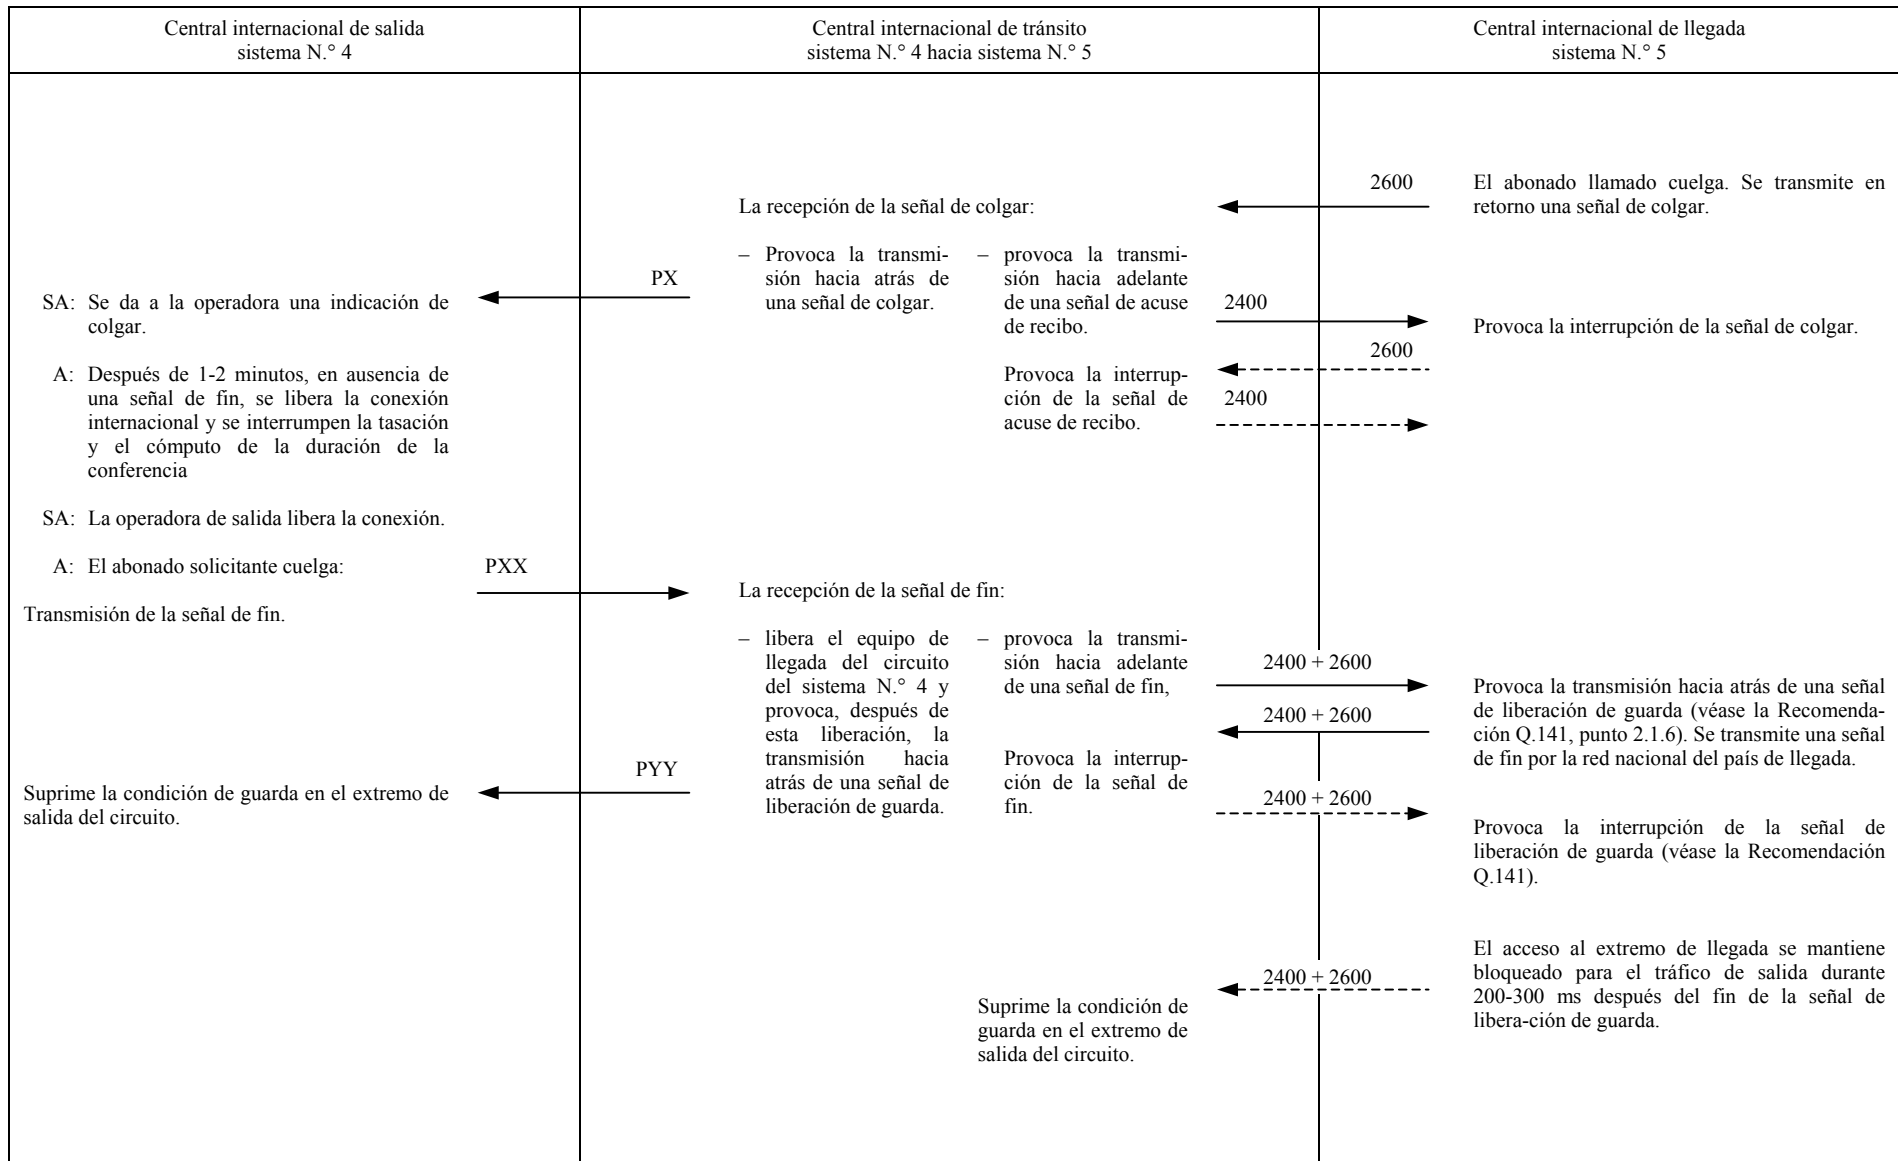 Central internacional de salida
sistema N.° 4
Central internacional de tránsito
sistema N.° 4 hacia sistema N.° 5
Central internacional de llegada
sistema N.° 5
2600
El abonado llamado cuelga. Se transmite en
retorno una señal de colgar.
La recepción de la señal de colgar:
– Provoca la transmi-
sión hacia atrás de
una señal de colgar.
– provoca la transmi-
sión hacia adelante
de una señal de acuse
de recibo.
PX
SA: Se da a la operadora una indicación de
colgar.
2400
Provoca la interrupción de la señal de colgar.
2600
A: Después de 1-2 minutos, en ausencia de
una señal de fin, se libera la conexión
internacional y se interrumpen la tasación
y el cómputo de la duración de la
conferencia
Provoca la interrup-
ción de la señal de
acuse de recibo.
2400
SA: La operadora de salida libera la conexión.
A: El abonado solicitante cuelga:
PXX
Transmisión de la señal de fin.
La recepción de la señal de fin:
– libera el equipo de
llegada del circuito
del sistema N.° 4 y
provoca, después de
esta liberación, la
transmisión hacia
atrás de una señal de
liberación de guarda.
– provoca la transmi-
sión hacia adelante
de una señal de fin,
2400 + 2600
Provoca la transmisión hacia atrás de una señal
de liberación de guarda (véase la Recomenda-
ción Q.141, punto 2.1.6). Se transmite una señal
de fin por la red nacional del país de llegada.
2400 + 2600
Provoca la interrup-
ción de la señal de
fin.
PYY
Suprime la condición de guarda en el extremo de
salida del circuito.
2400 + 2600
Provoca la interrupción de la señal de
liberación de guarda (véase la Recomendación
Q.141).
El acceso al extremo de llegada se mantiene
bloqueado para el tráfico de salida durante
200-300 ms después del fin de la señal de
libera-ción de guarda.
2400 + 2600
Suprime la condición de
guarda en el extremo de
salida del circuito.